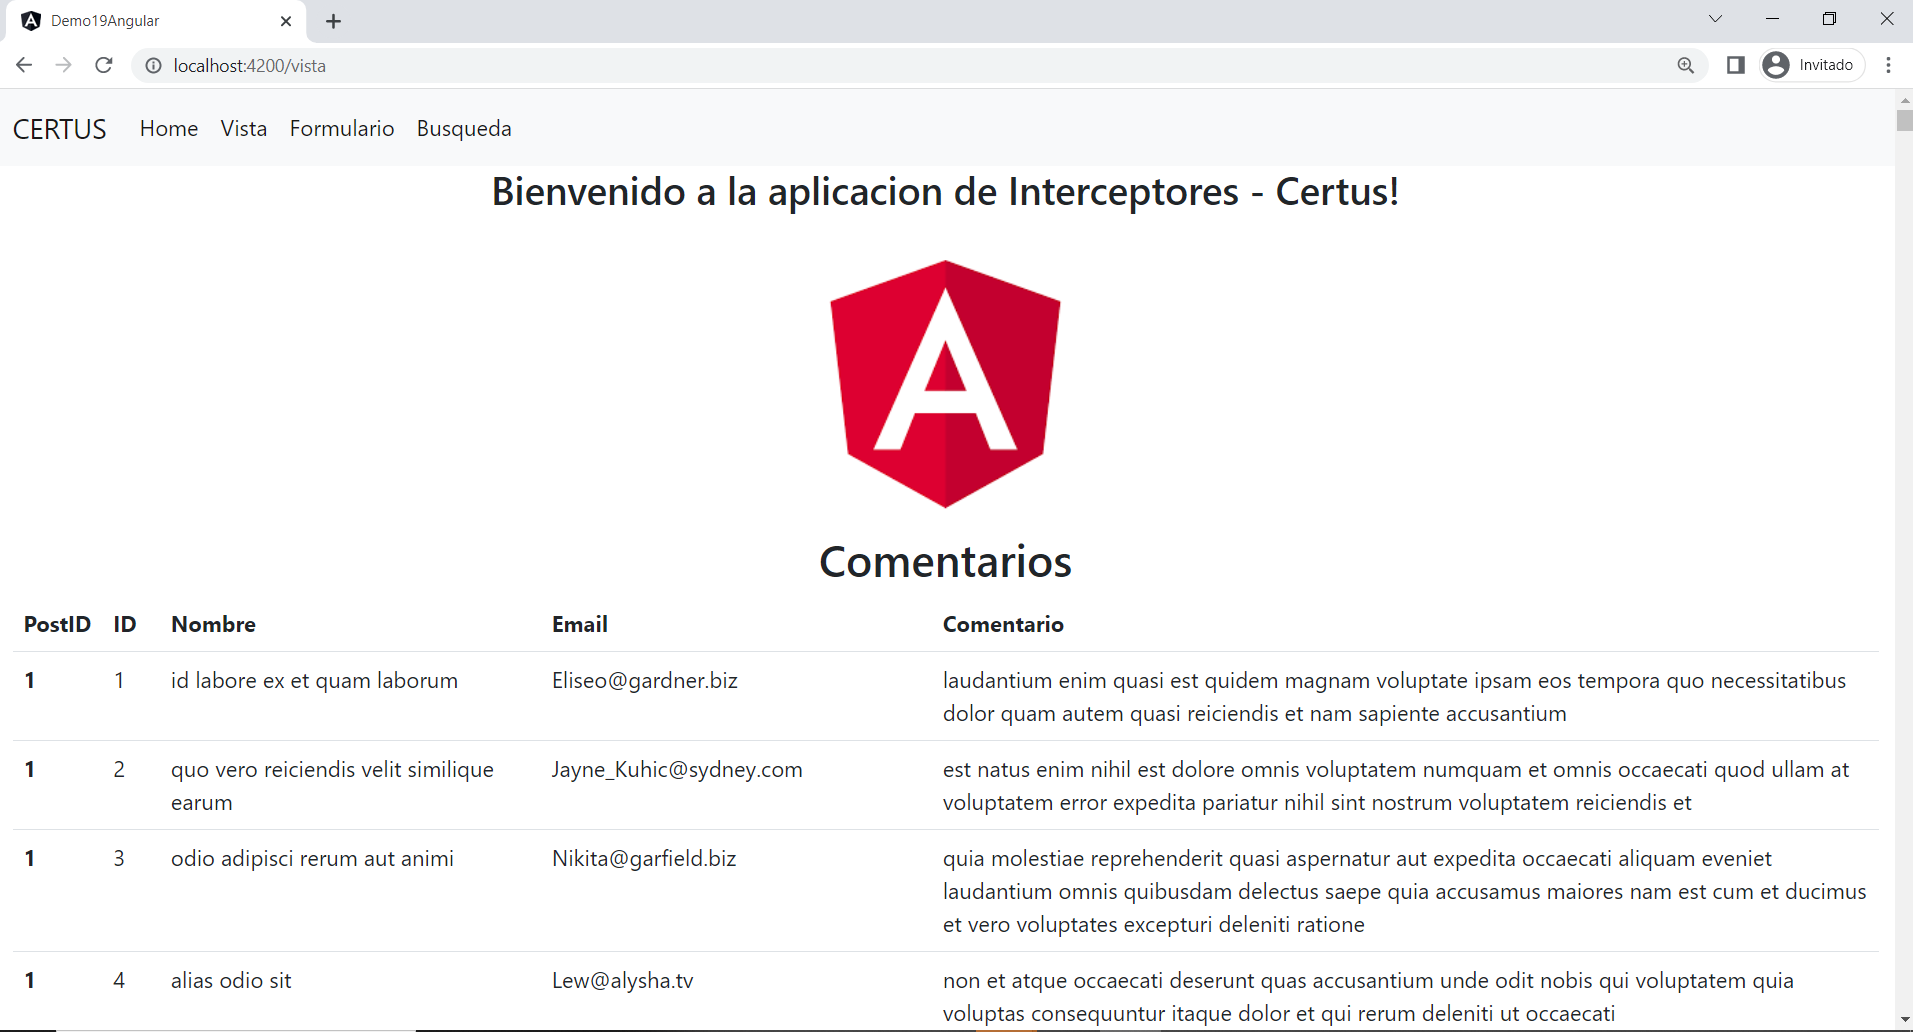 Demo19Angular
localhost:4200/vista
Invitado
CERTUS Home Vista Formulario Busqueda
Bienvenido a la aplicacion de Interceptores - Certus!
A
Comentarios
PostID ID Nombre Email Comentario
1 1 id labore ex et quam laborum Eliseo@gardner.biz laudantium enim quasi est quidem magnam voluptate ipsam eos tempora quo necessitatibus
dolor quam autem quasi reiciendis et nam sapiente accusantium
1 2 quo vero reiciendis velit similique Jayne_Kuhic@sydney.com est natus enim nihil est dolore omnis voluptatem numquam et omnis occaecati quod ullam at
earum voluptatem error expedita pariatur nihil sint nostrum voluptatem reiciendis et
1 3 odio adipisci rerum aut animi Nikita@garfield.biz quia molestiae reprehenderit quasi aspernatur aut expedita occaecati aliquam eveniet
laudantium omnis quibusdam delectus saepe quia accusamus maiores nam est cum et ducimus
et vero voluptates excepturi deleniti ratione
1 4 alias odio sit Lew@alysha.tv non et atque occaecati deserunt quas accusantium unde odit nobis qui voluptatem quia
voluptas consequuntur itaque dolor et qui rerum deleniti ut occaecati